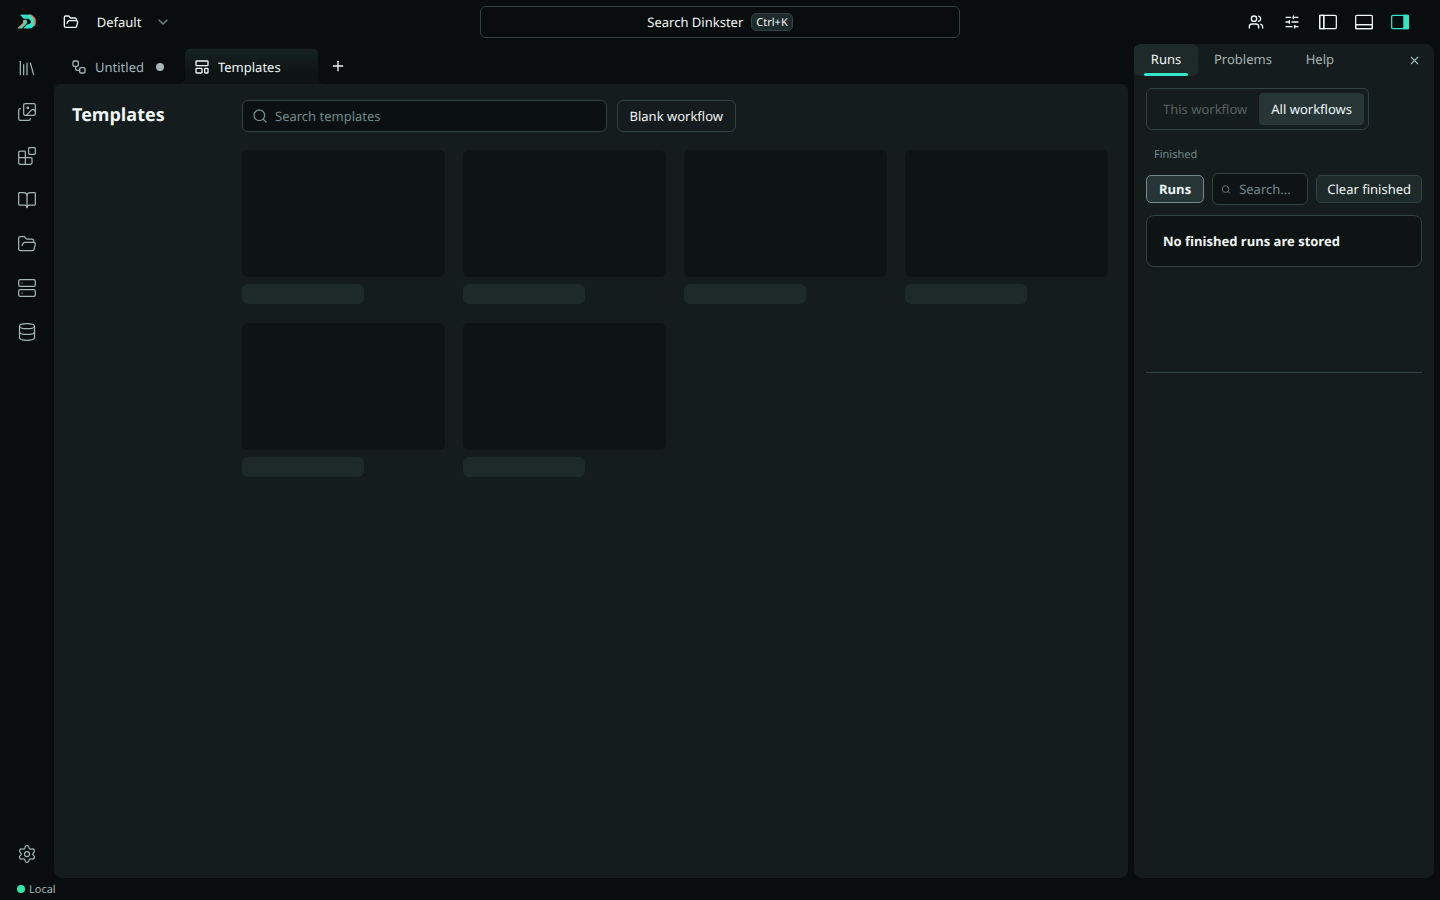 Default
Search Dinkster Ctrl+K
Untitled
Templates
Runs
Problems
Help
Templates
Search templates
Blank workflow
This workflow
All workflows
Finished
Runs
Search...
Clear finished
No finished runs are stored
Local